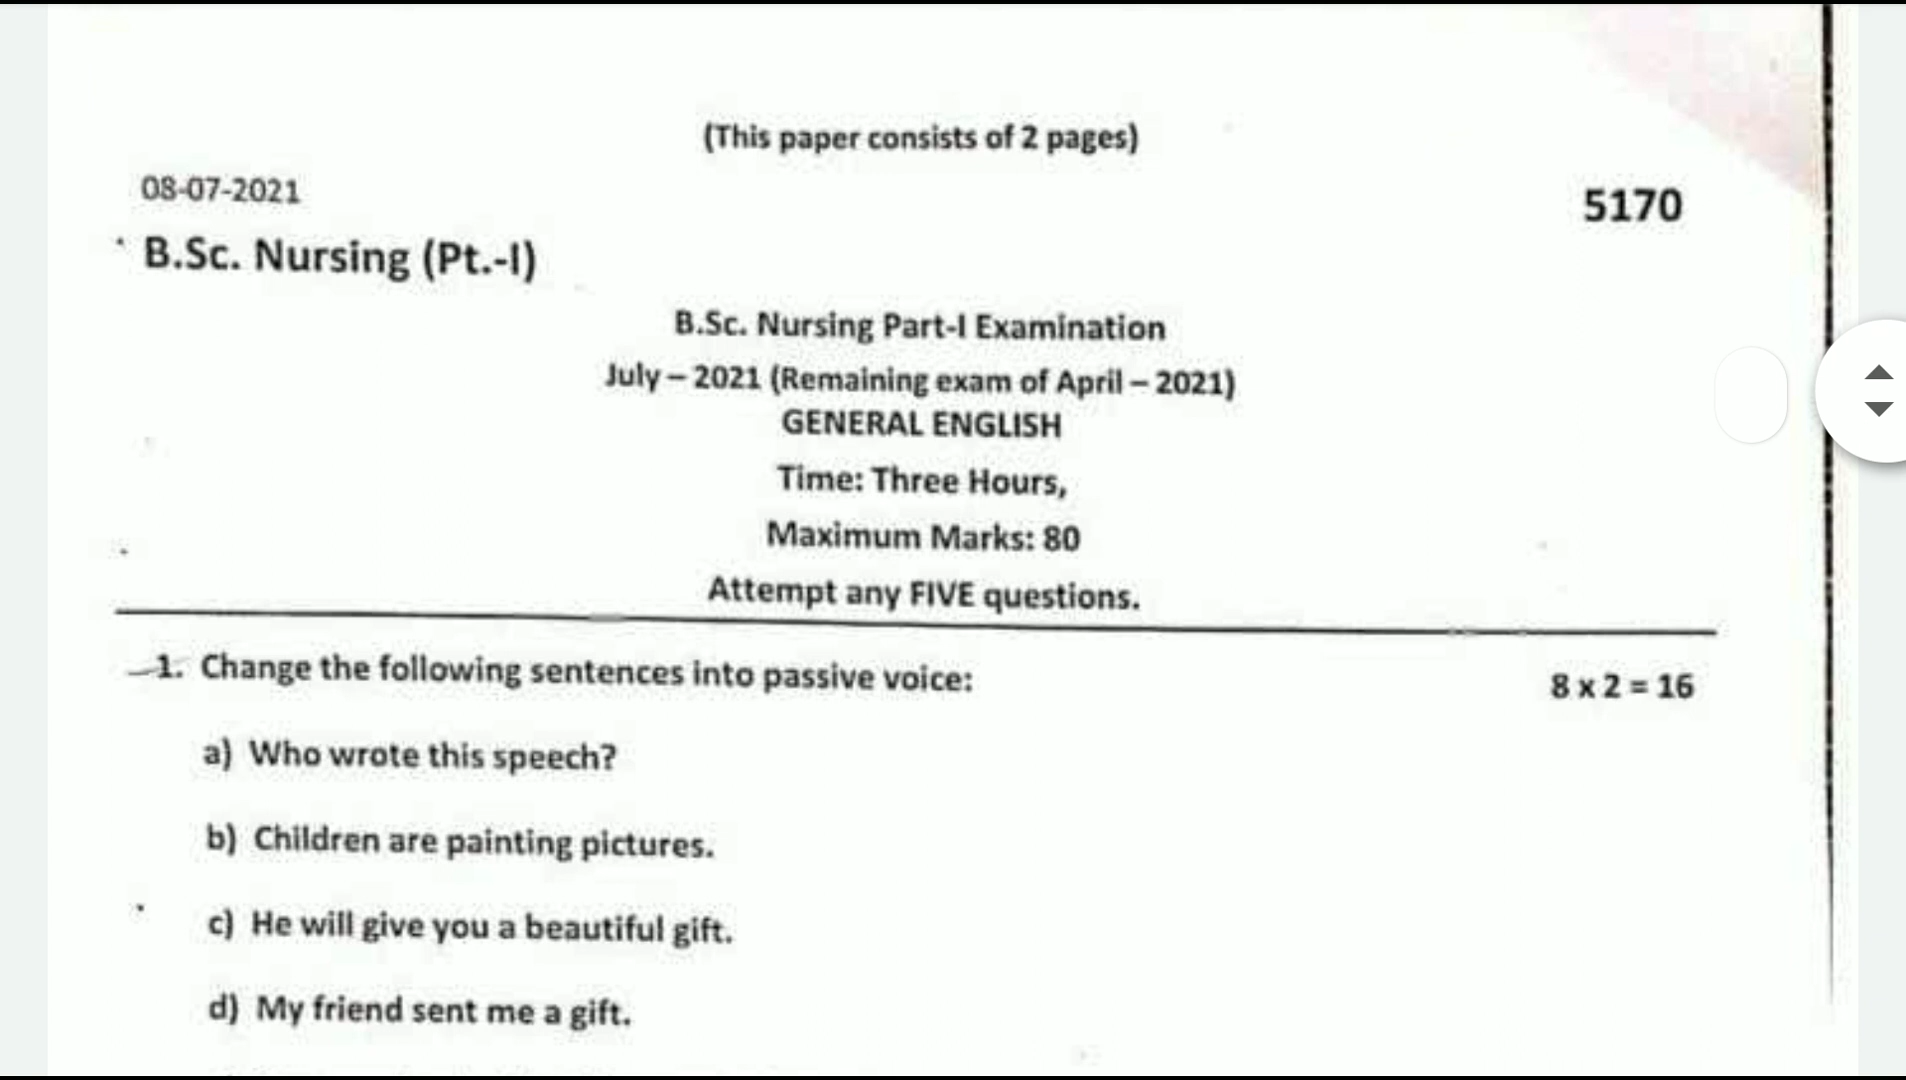 (This paper consists of 2 pages)
08-07-2021
5170
B.Sc. Nursing (Pt.-I)
B.Sc. Nursing Part-I Examination
July – 2021 (Remaining exam of April – 2021)
GENERAL ENGLISH
Time: Three Hours,
Maximum Marks: 80
Attempt any FIVE questions.
1. Change the following sentences into passive voice: 8 x 2 = 16
a) Who wrote this speech?
b) Children are painting pictures.
c) He will give you a beautiful gift.
d) My friend sent me a gift.